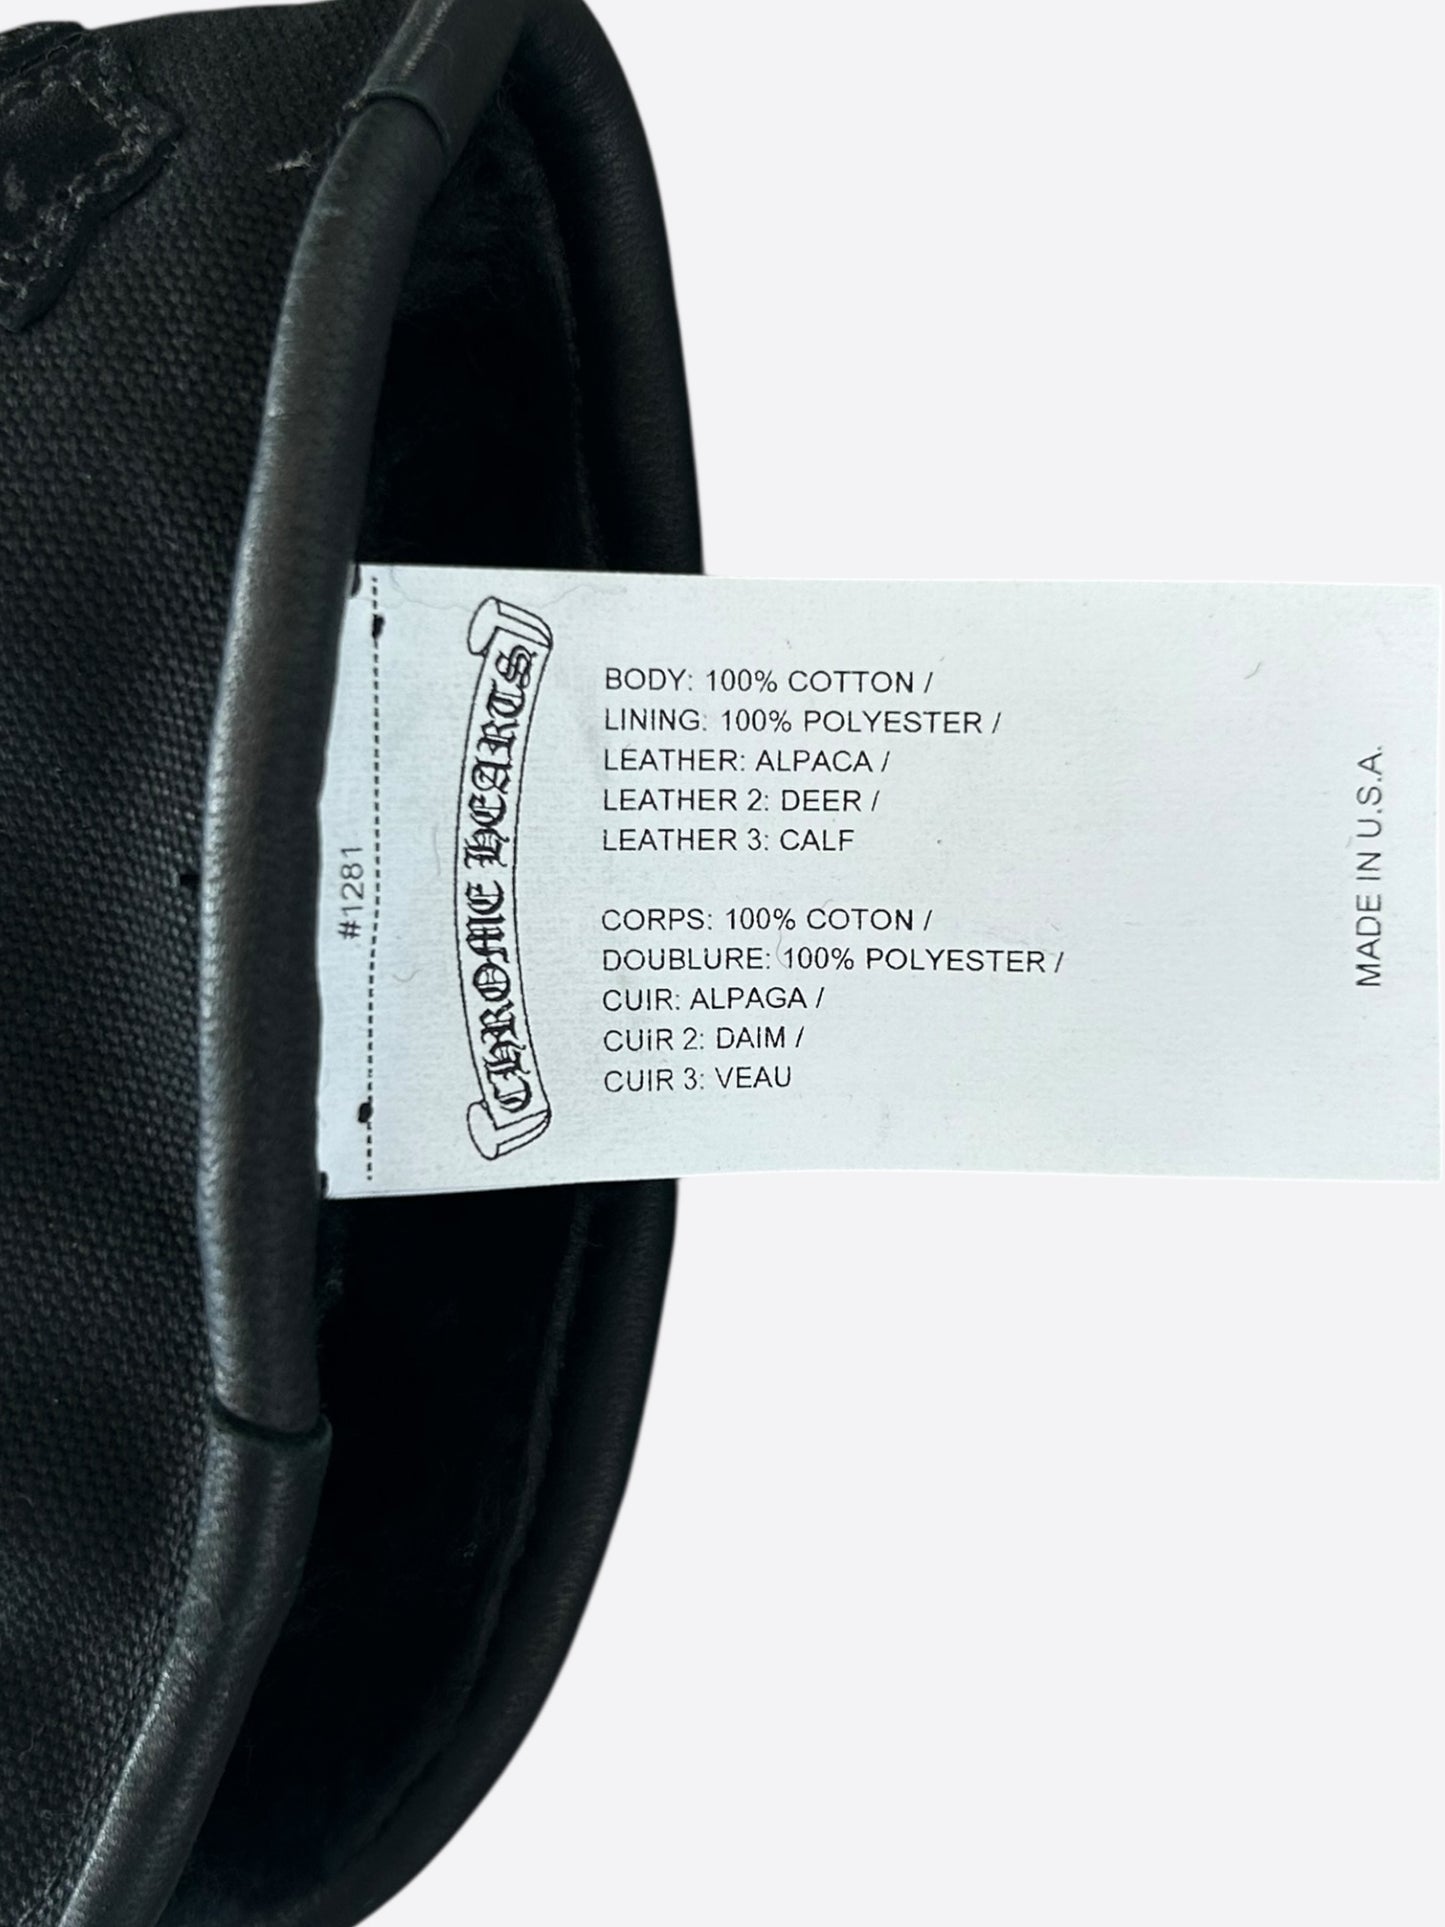 #1281
CHROME HEARTS
BODY: 100% COTTON /
LINING: 100% POLYESTER /
LEATHER: ALPACA /
LEATHER 2: DEER /
LEATHER 3: CALF
CORPS: 100% COTON /
DOUBLURE: 100% POLYESTER /
CUIR: ALPAGA /
CUiR 2: DAIM /
CUIR 3: VEAU
MADE IN U.S.A.